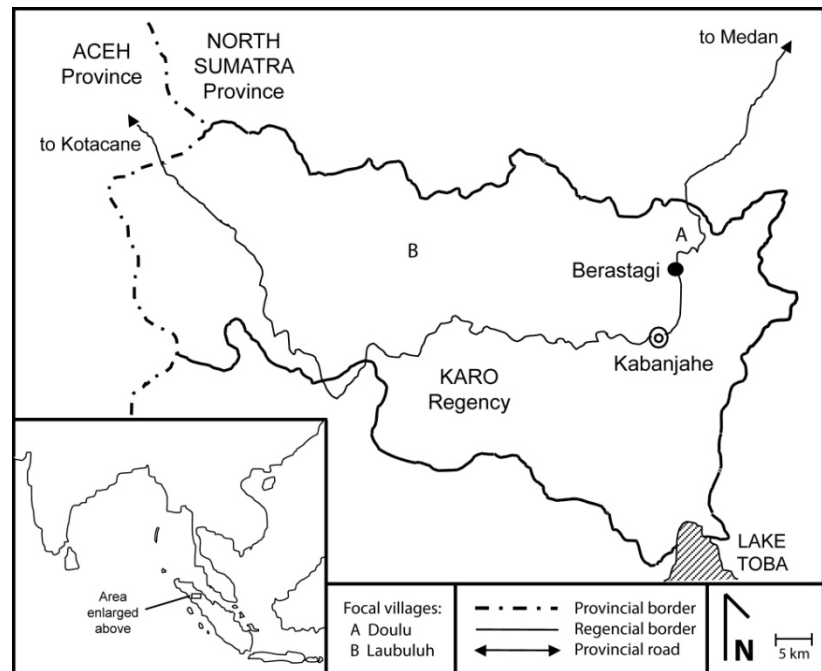 ACEH
Province
NORTH
SUMATRA
Province
to Medan
to Kotacane
B
A
Berastagi
Kabanjahe
KARO
Regency
LAKE
TOBA
Area
enlarged
above
Focal villages:
A Doulu
B Laubuluh
Provincial border
Regencial border
Provincial road
N
5 km